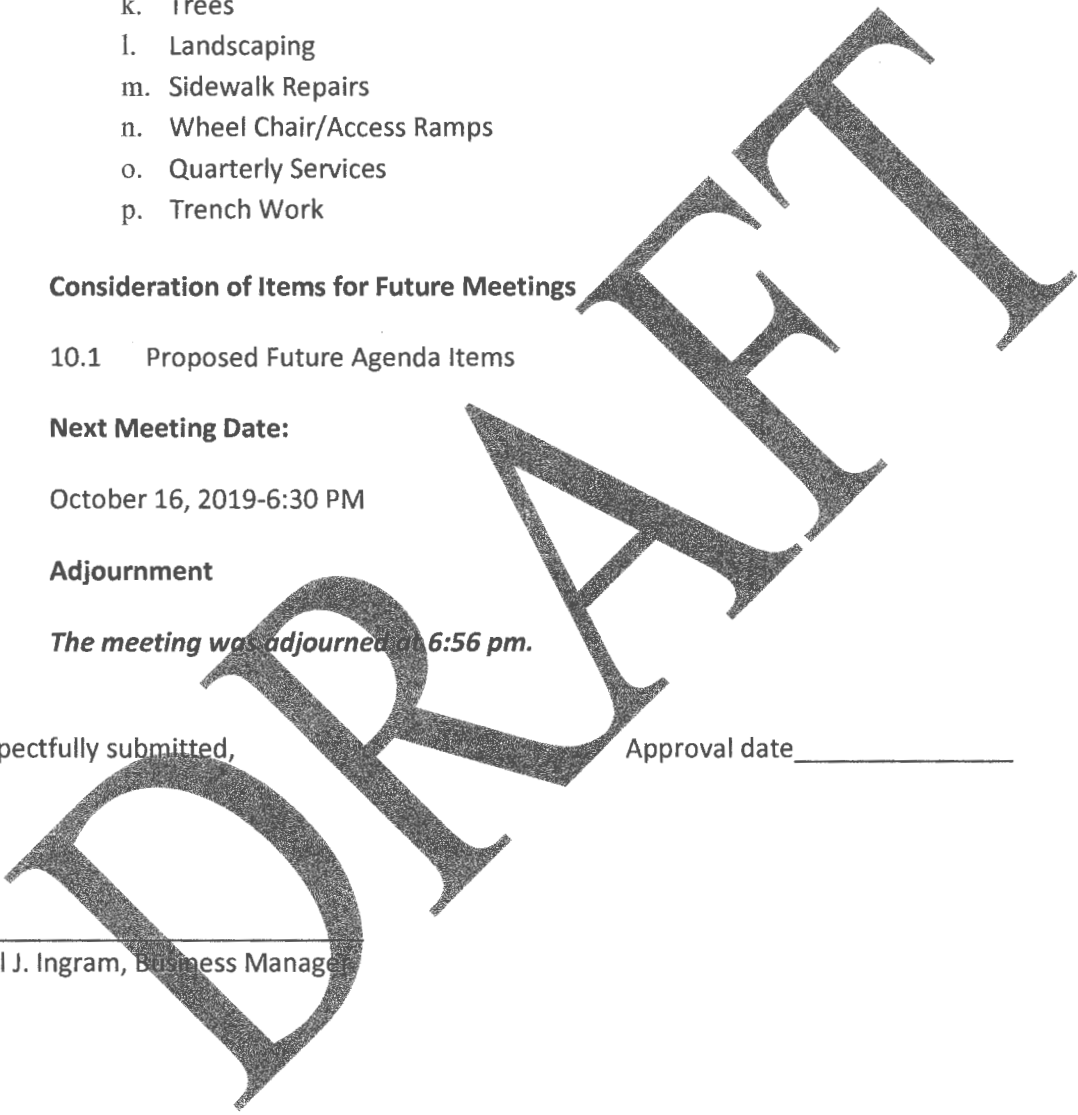 k. Trees
l. Landscaping
m. Sidewalk Repairs
n. Wheel Chair/Access Ramps
o. Quarterly Services
p. Trench Work
Consideration of Items for Future Meetings
10.1 Proposed Future Agenda Items
Next Meeting Date:
October 16, 2019-6:30 PM
Adjournment
The meeting was adjourned at 6:56 pm.
pectfully submitted, Approval date
l J. Ingram, Business Manager
DRAFT